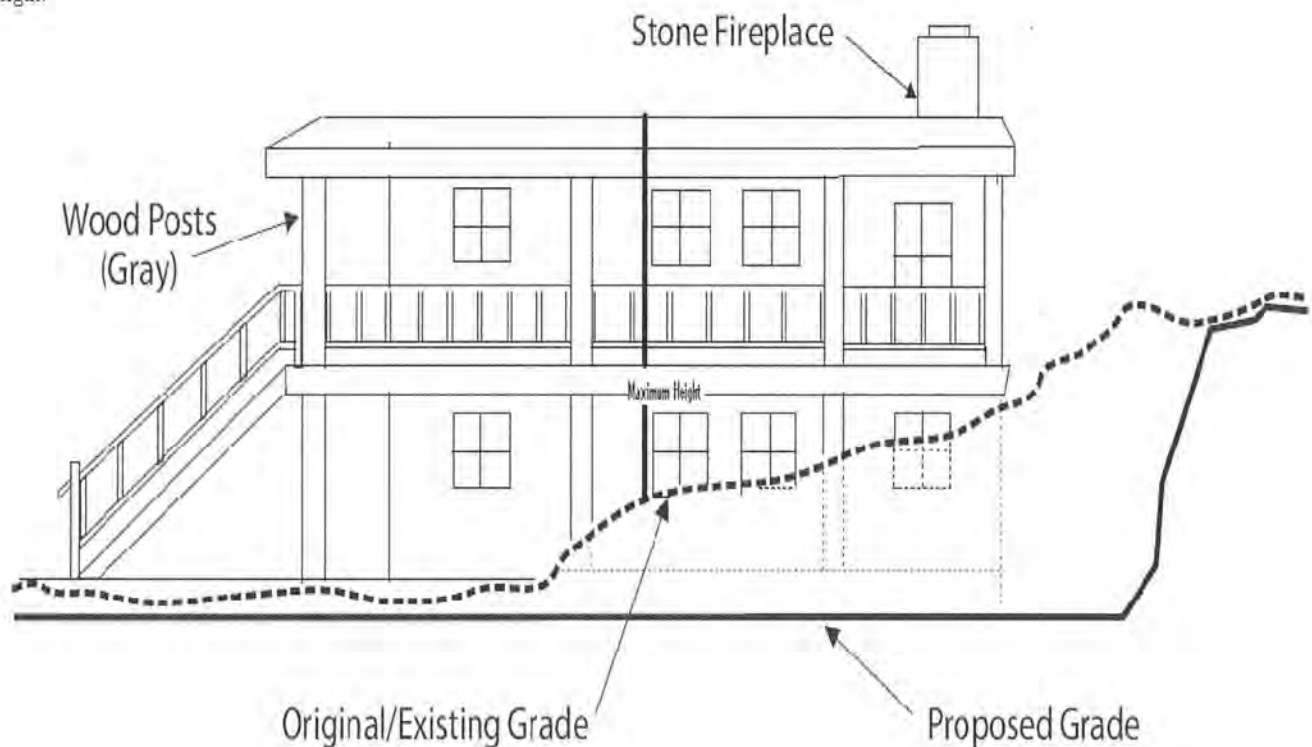 Stone Fireplace
Wood Posts
(Gray)
Maximum Height
Original/Existing Grade
Proposed Grade